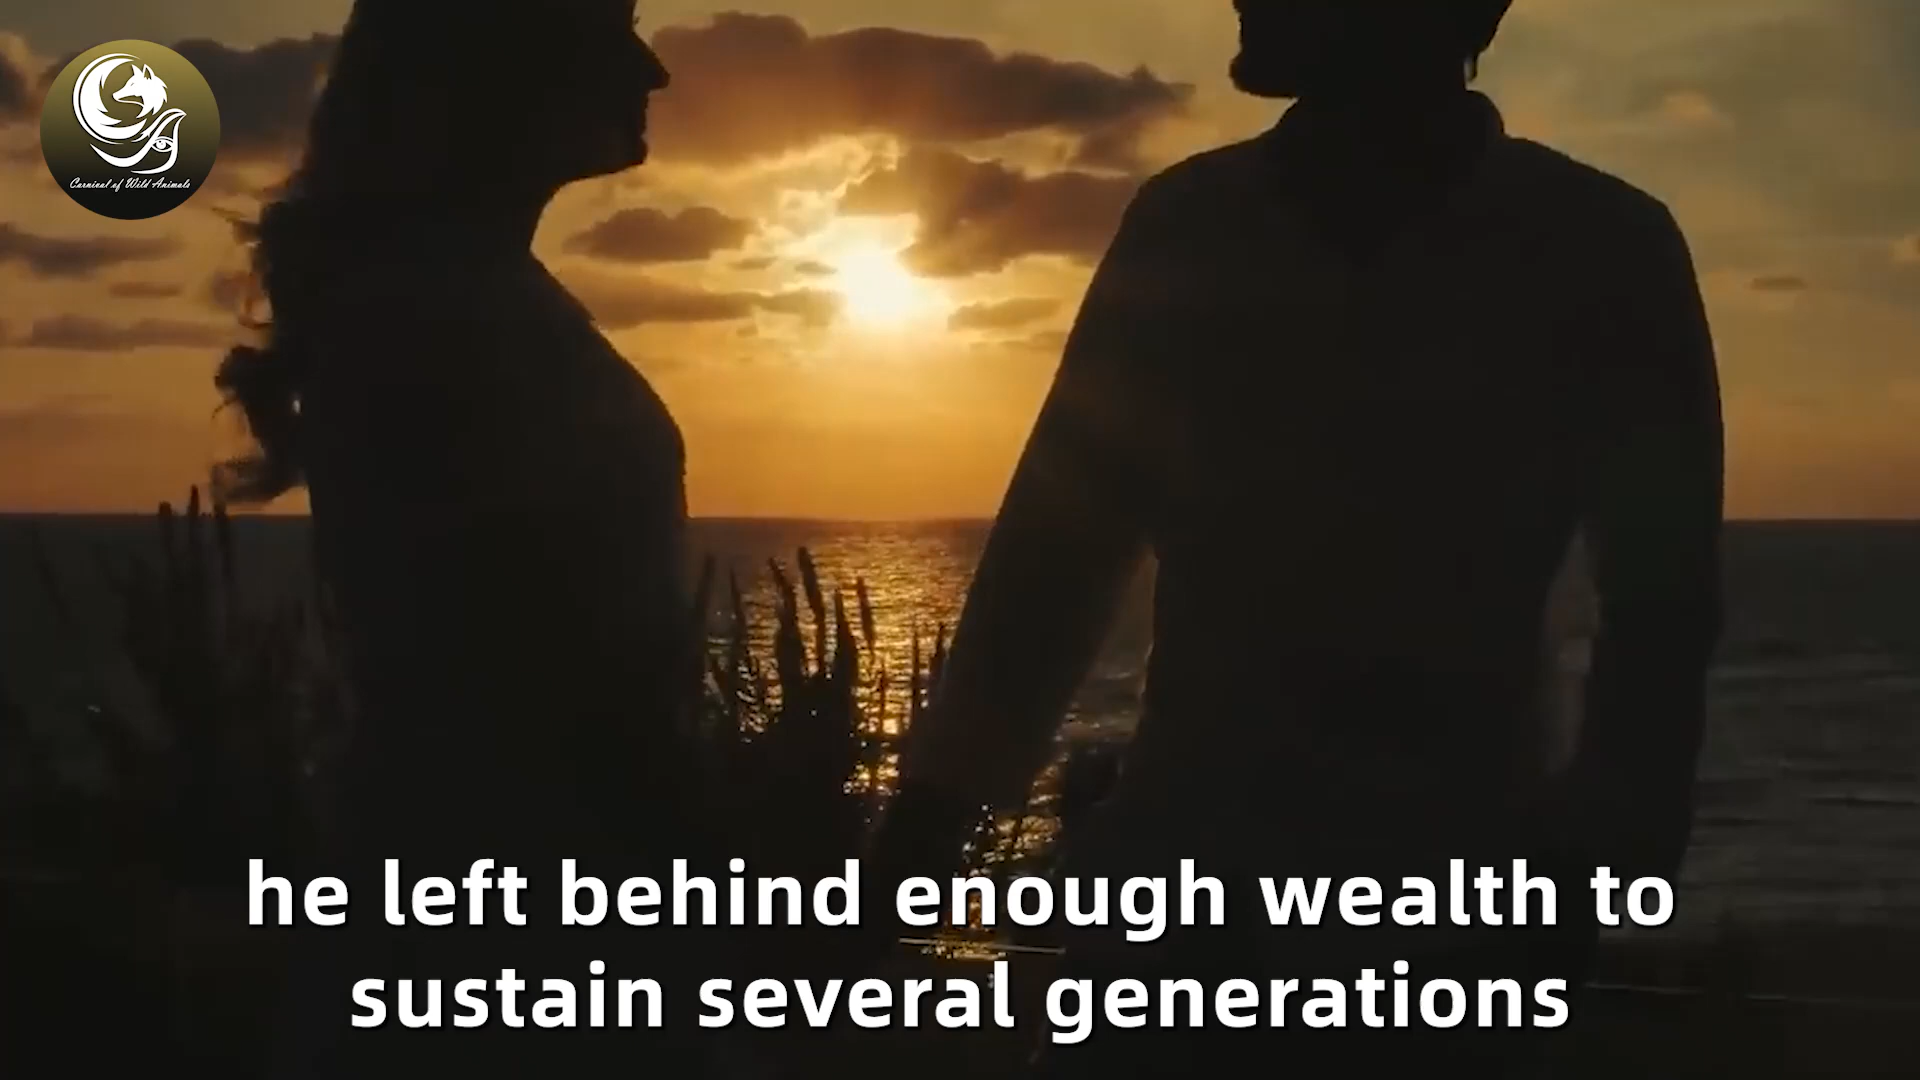 Carnival of Wild Animals
he left behind enough wealth to
sustain several generations